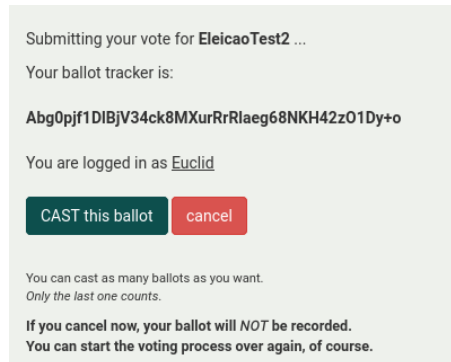 Submitting your vote for EleicaoTest2 ...
Your ballot tracker is:
Abg0pjf1DlBjV34ck8MXurRrRlaeg68NKH42zO1Dy+o
You are logged in as Euclid
CAST this ballot cancel
You can cast as many ballots as you want.
Only the last one counts.
If you cancel now, your ballot will NOT be recorded.
You can start the voting process over again, of course.